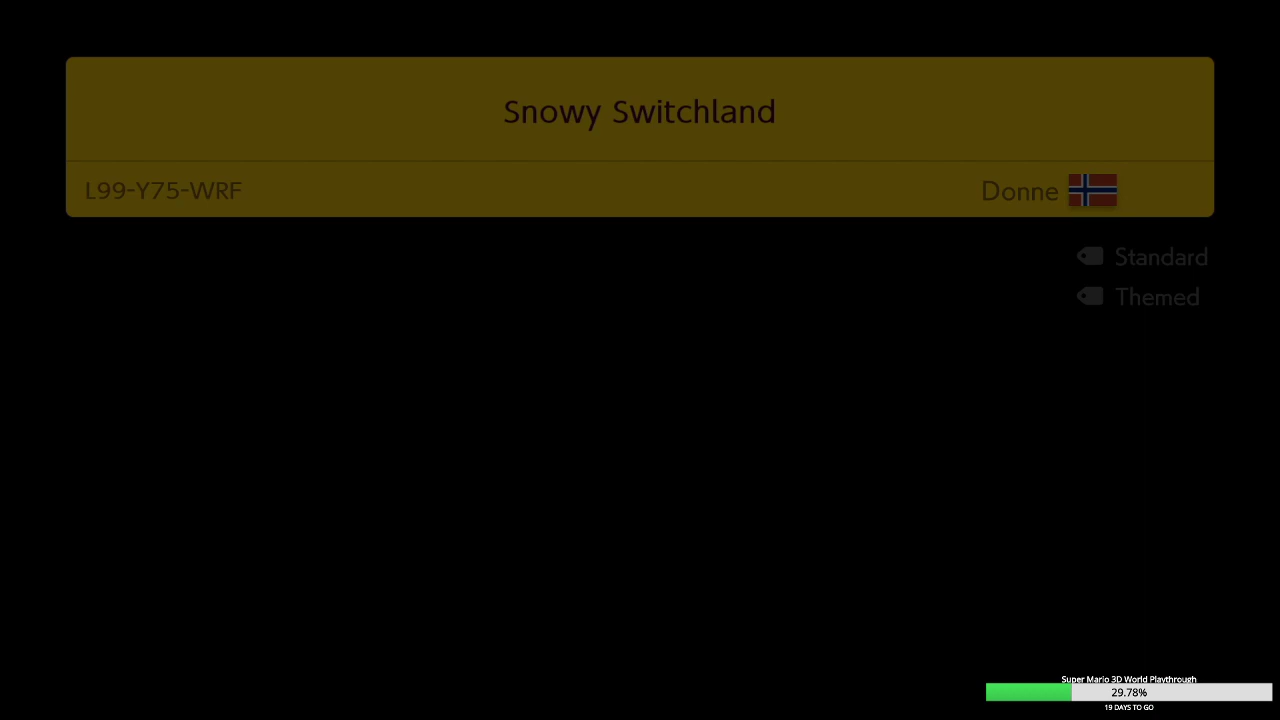 Snowy Switchland
L99-Y75-WRF
Donne
Standard
Themed
Super Mario 3D World Playthrough
29.78%
19 DAYS TO GO